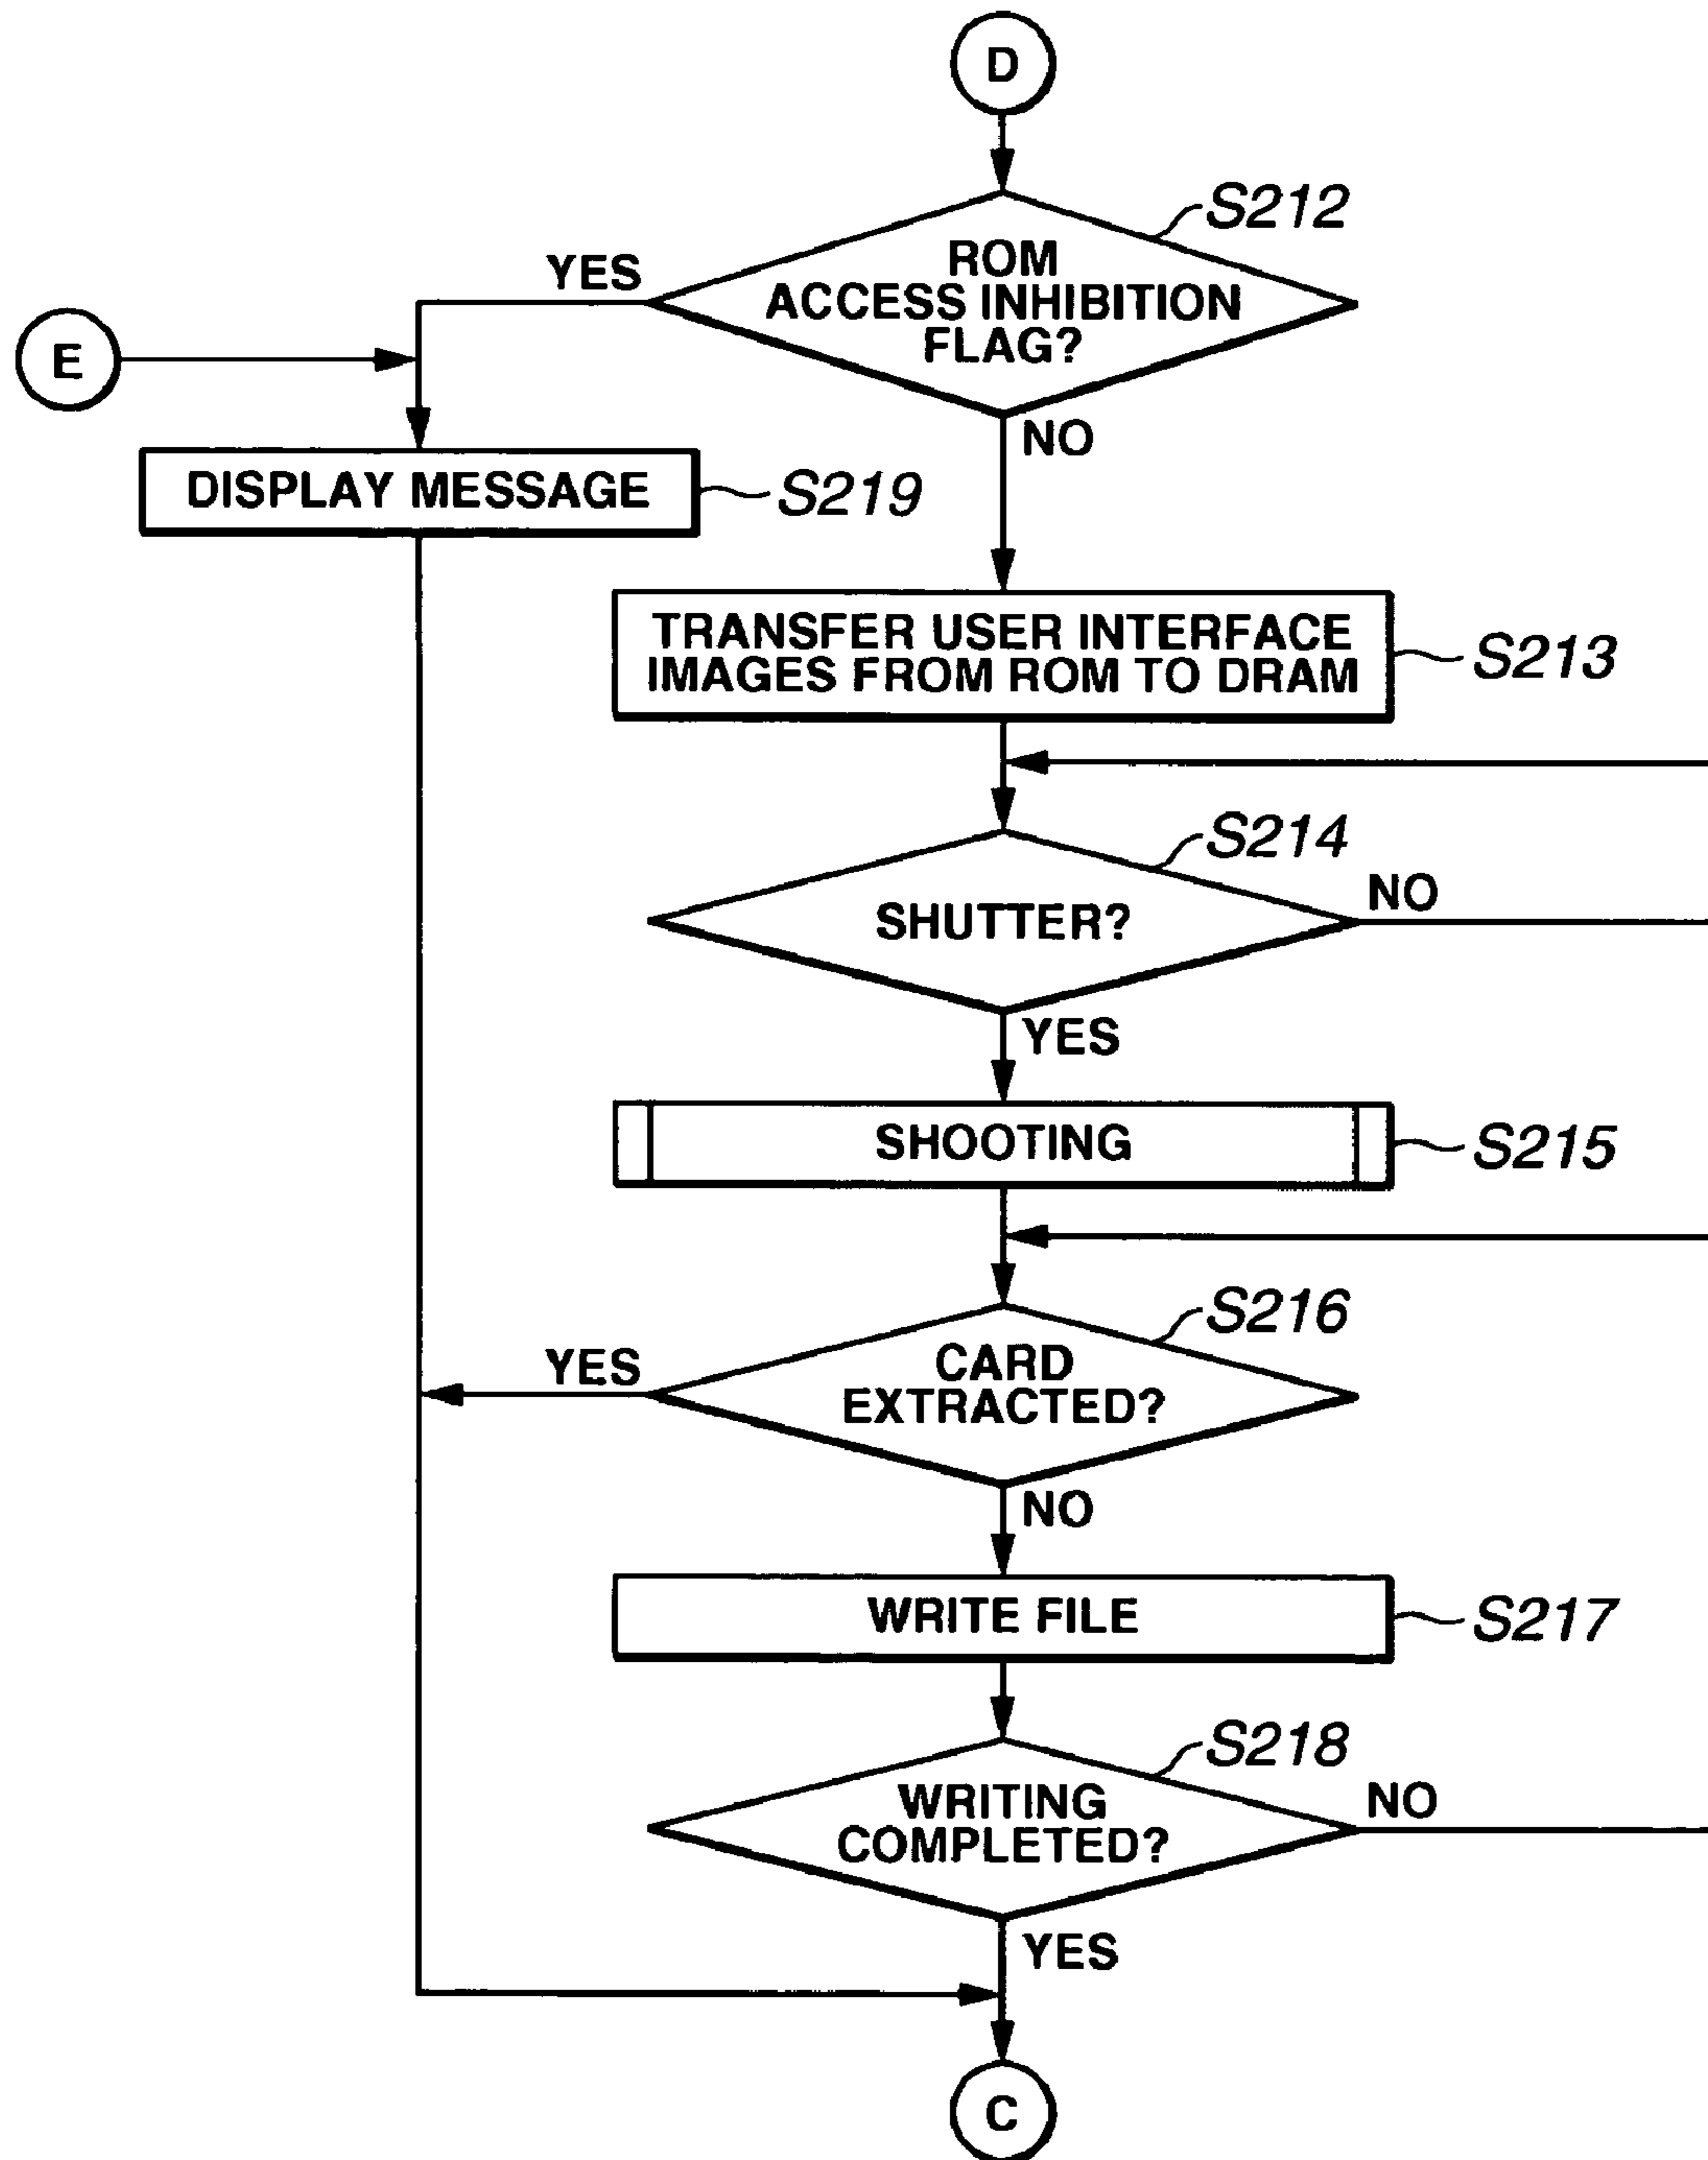 D
S212
ROM
ACCESS INHIBITION
FLAG?
YES
E
NO
DISPLAY MESSAGE
S219
TRANSFER USER INTERFACE
IMAGES FROM ROM TO DRAM
S213
S214
SHUTTER?
NO
YES
SHOOTING
S215
S216
CARD
EXTRACTED?
YES
NO
WRITE FILE
S217
S218
WRITING
COMPLETED?
NO
YES
C